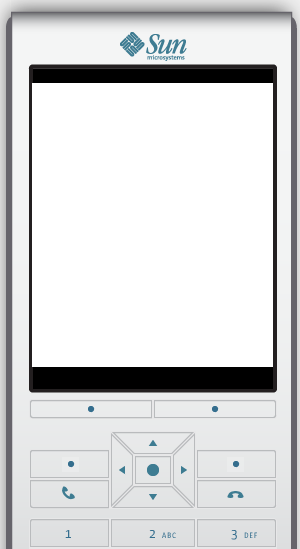 Sun
microsystems
1
2 ABC
3 DEF